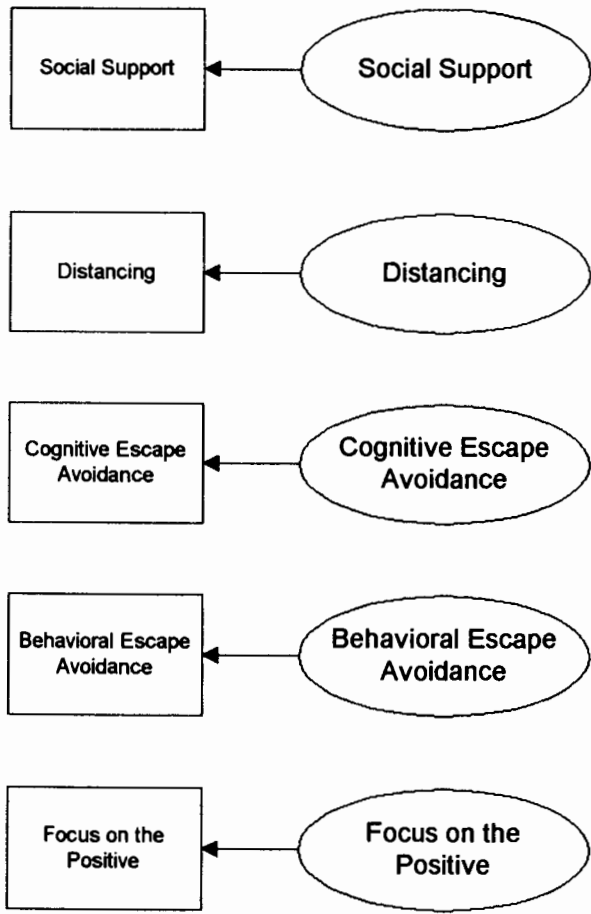 Social Support
Social Support
Distancing
Distancing
Cognitive Escape
Avoidance
Cognitive Escape
Avoidance
Behavioral Escape
Avoidance
Behavioral Escape
Avoidance
Focus on the
Positive
Focus on the
Positive